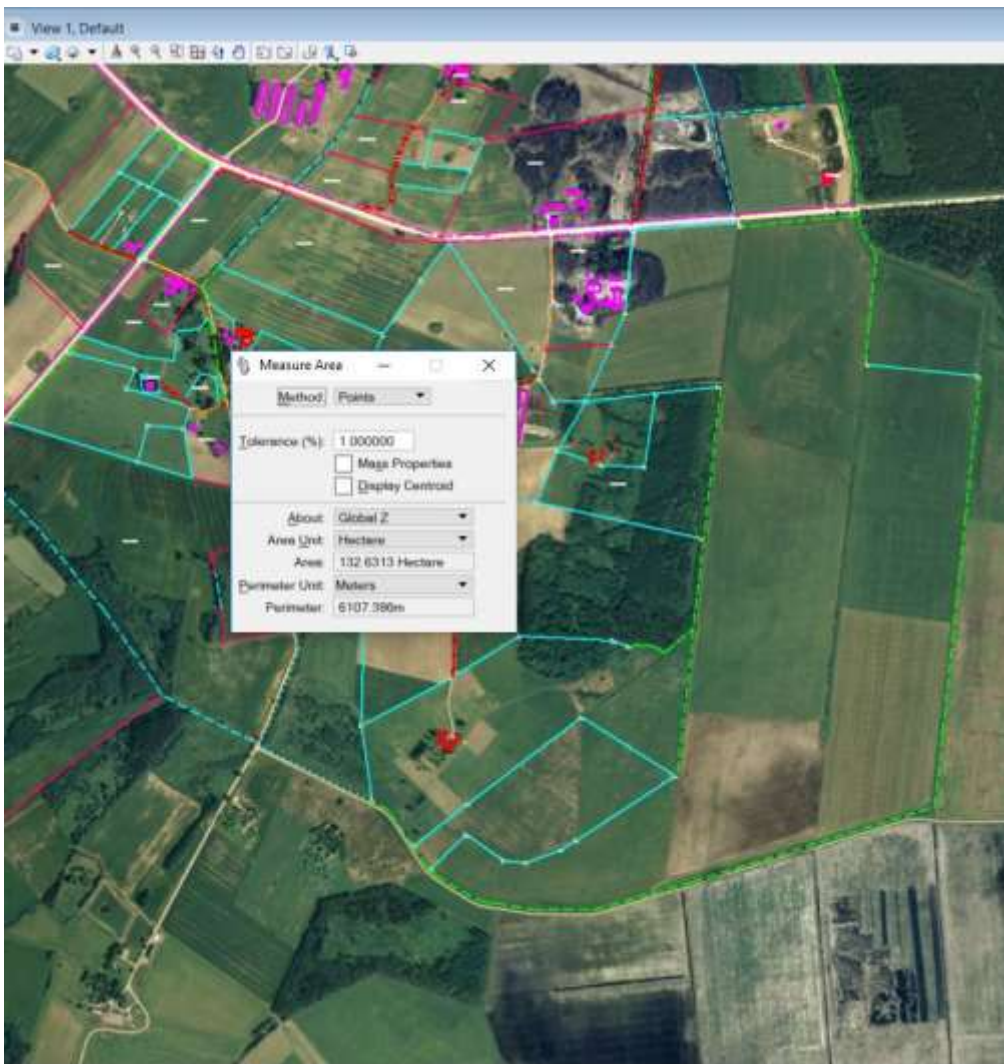 View 1, Default
Measure Area
Method: Points
Tolerance (%): 1.000000
Mass Properties
Display Centroid
About: Global Z
Area Unit: Hectare
Area: 132.6313 Hectare
Perimeter Unit: Meters
Perimeter: 6107.386m